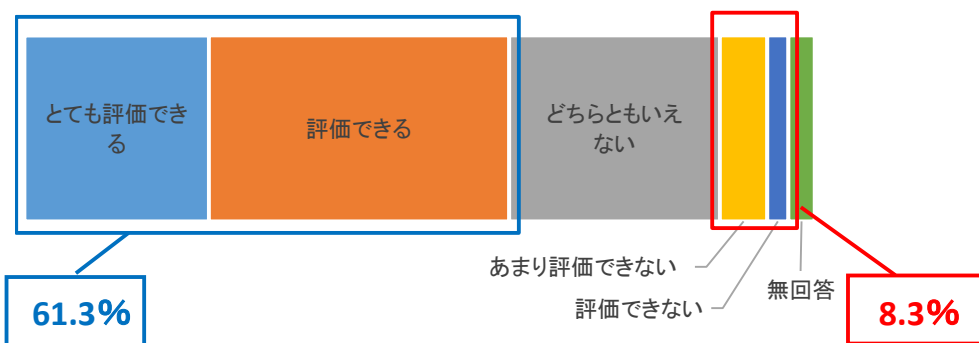 とても評価でき
る
評価できる
どちらともいえ
ない
あまり評価できない
評価できない
無回答
61.3%
8.3%